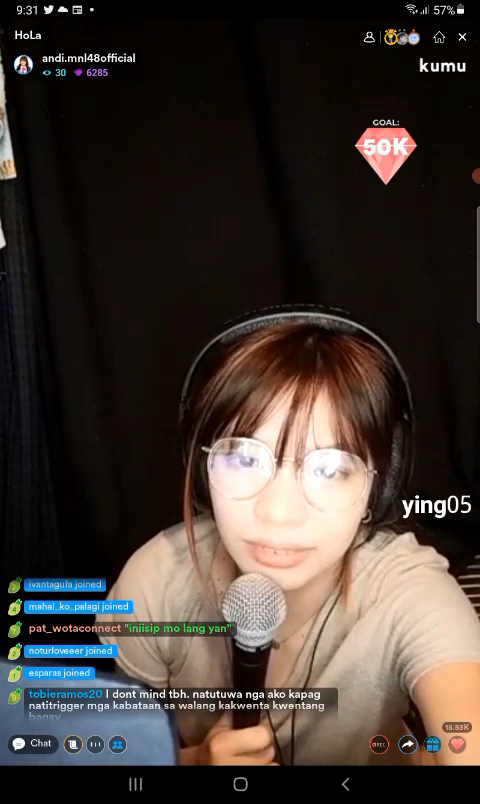 9:31
57%
HoLa
andi.mnl48official
30 6285
kumu
GOAL:
50K
ying05
ivantagufa joined
mahal_ko_palagi joined
pat_wotaconnect "iniisip mo lang yan"
noturloveeer joined
esparas joined
tobieramos20 I dont mind tbh. natutuwa nga ako kapag
natitrigger mga kabataan sa walang kakwenta kwentang
bagay
15.53K
Chat
REC